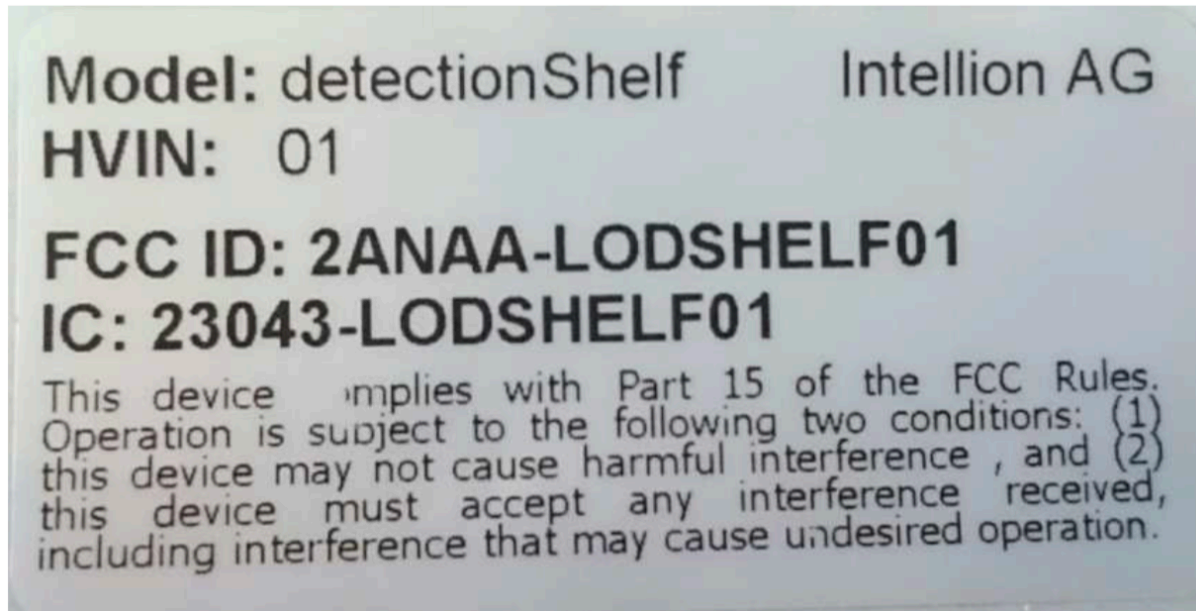 Model: detectionShelf Intellion AG
HVIN: 01
FCC ID: 2ANAA-LODSHELF01
IC: 23043-LODSHELF01
This device mplies with Part 15 of the FCC Rules.
Operation is subject to the following two conditions: (1)
this device may not cause harmful interference , and (2)
this device must accept any interference received,
including interference that may cause undesired operation.